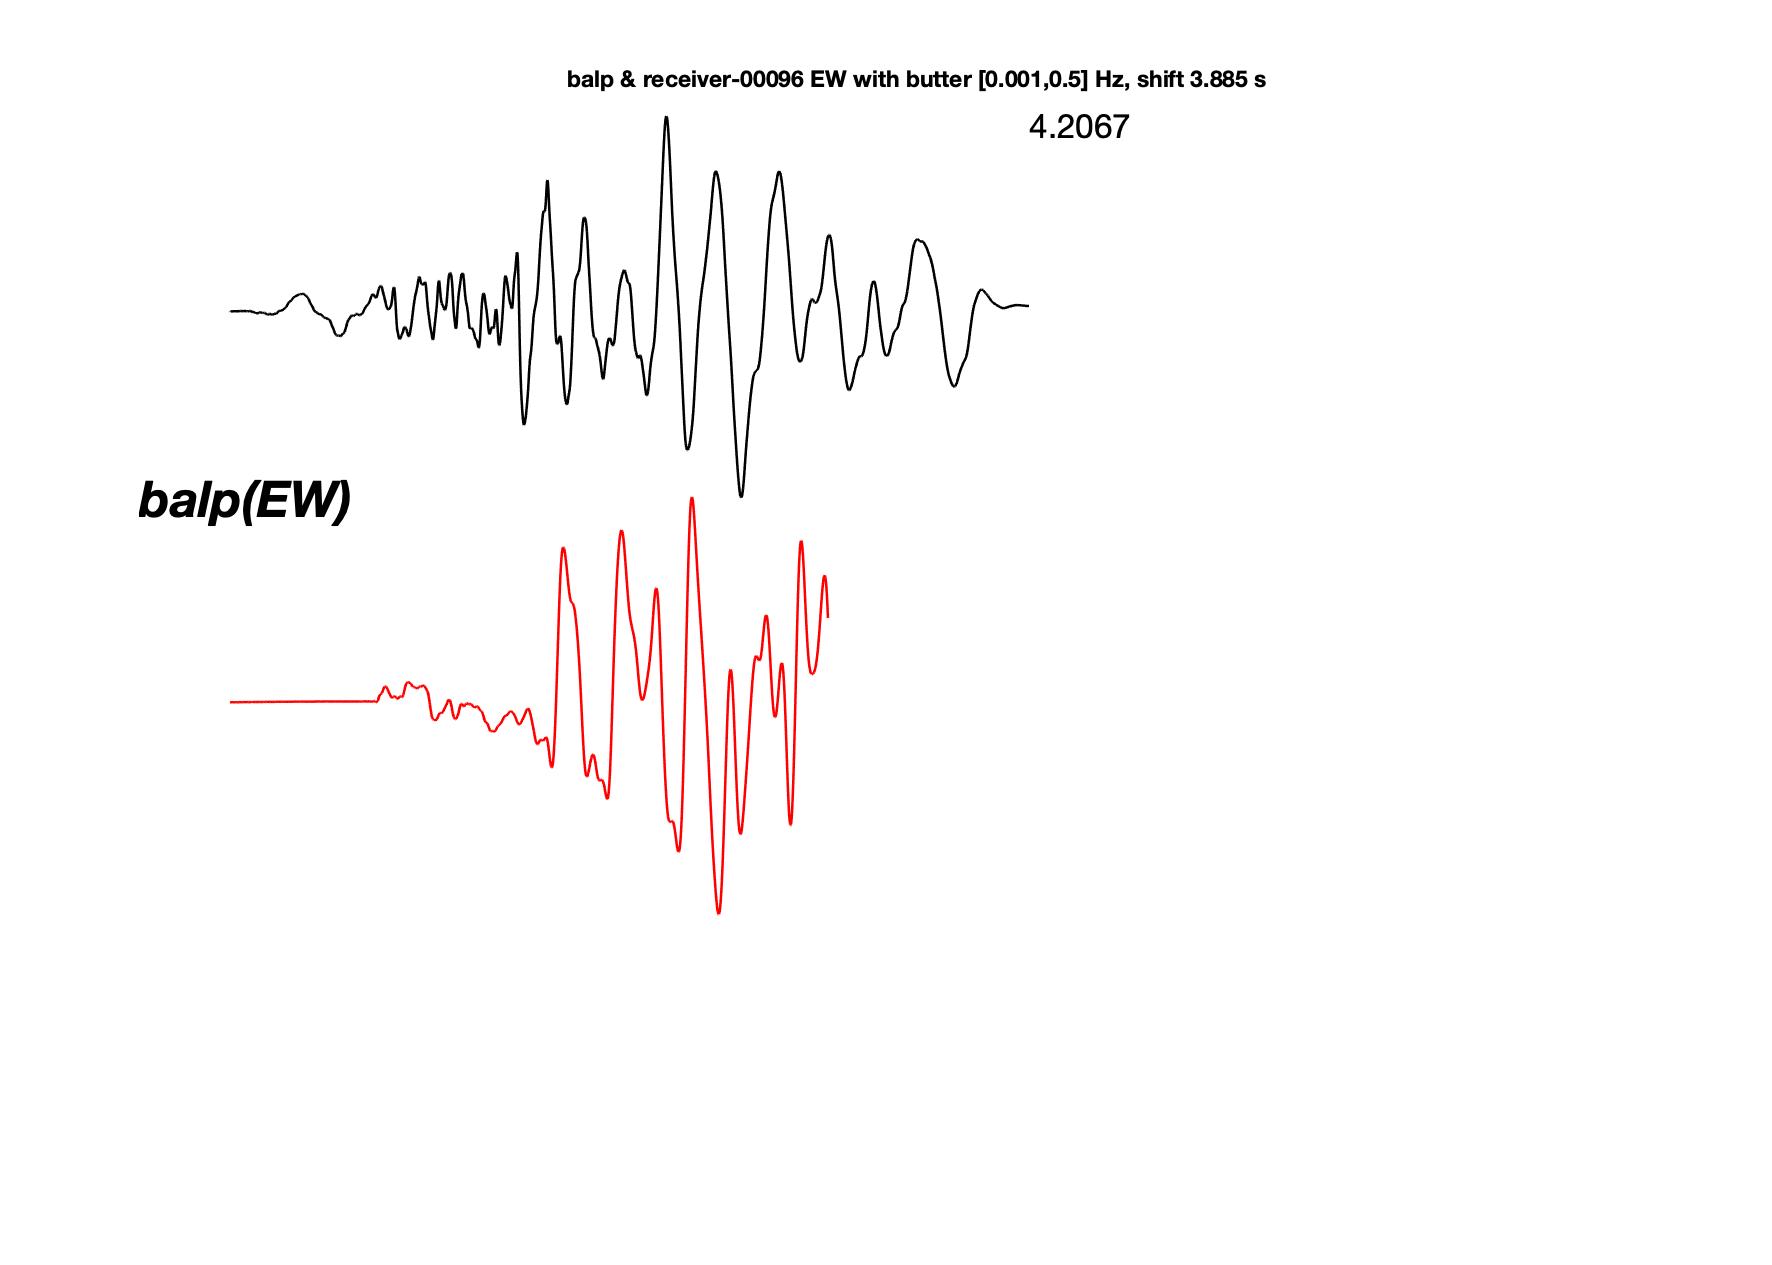 balp & receiver-00096 EW with butter [0.001,0.5] Hz, shift 3.885 s
4.2067
balp(EW)